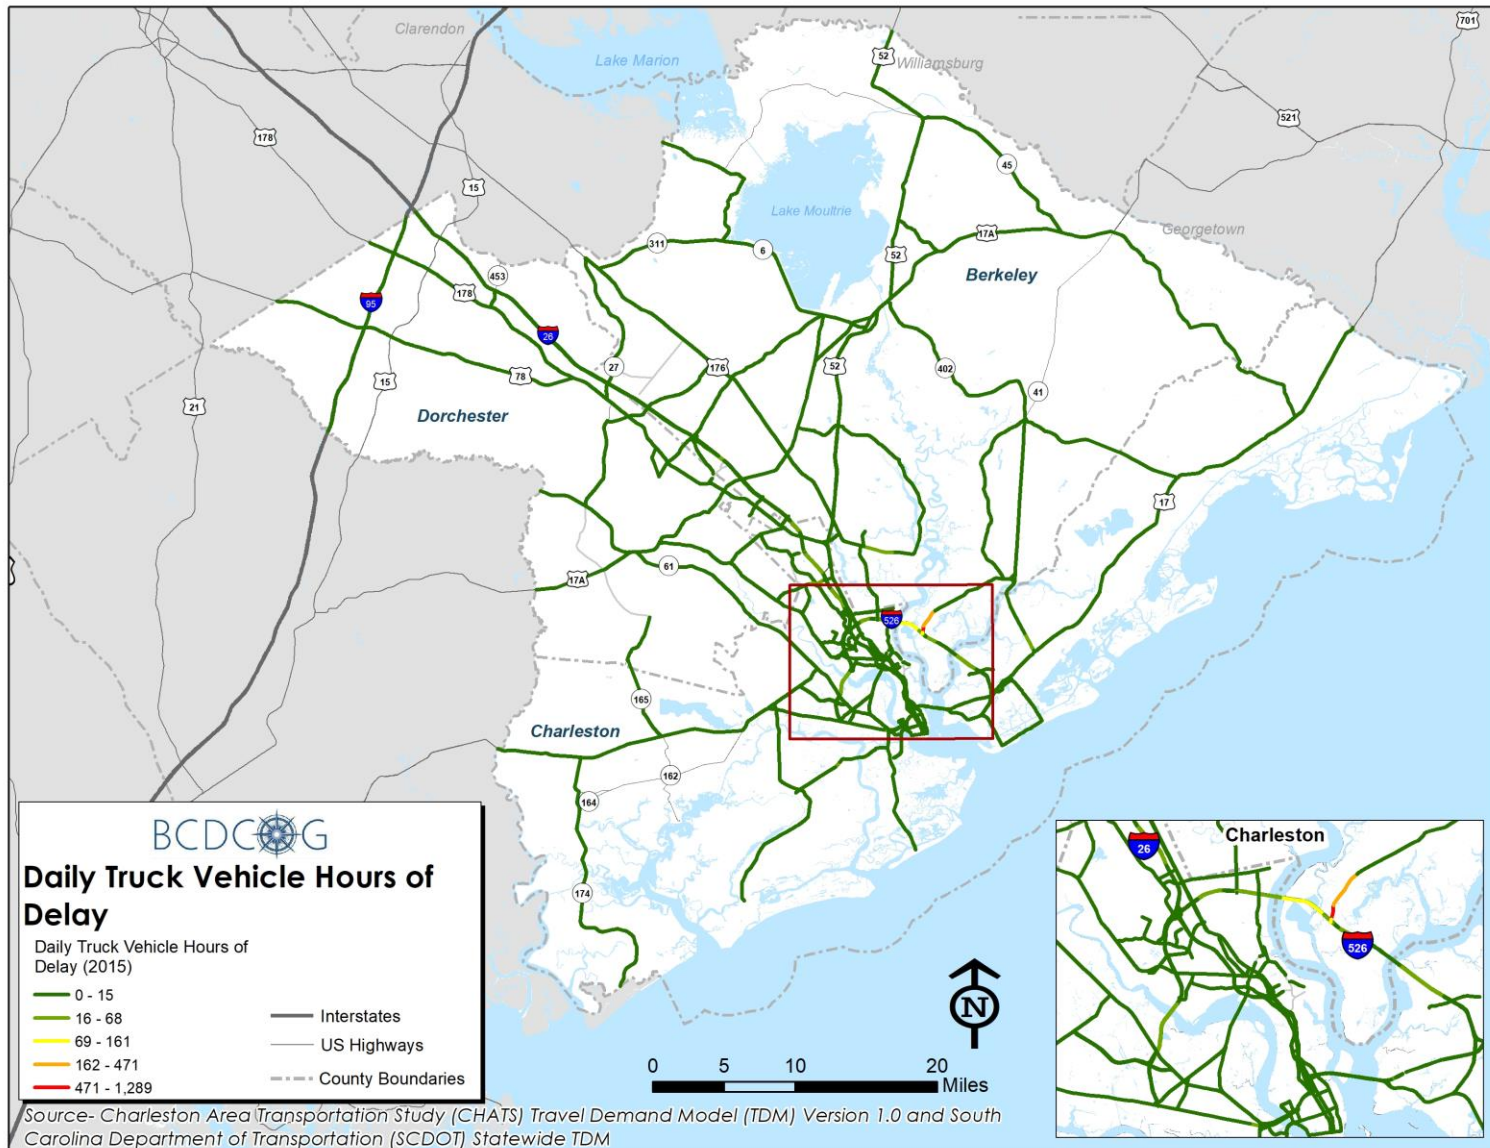 Clarendon
701
Lake Marion
52
Williamsburg
521
178
45
15
Lake Moultrie
17A
Georgetown
311
6
52
453
Berkeley
178
95
26
27
176
52
402
78
15
41
21
Dorchester
17
61
17A
526
165
Charleston
162
164
174
BCDCOG
Daily Truck Vehicle Hours of
Delay
Daily Truck Vehicle Hours of
Delay (2015)
0 - 15
16 - 68
69 - 161
162 - 471
471 - 1,289
Interstates
US Highways
County Boundaries
N
0 5 10 20
Miles
Charleston
26
526
Source- Charleston Area Transportation Study (CHATS) Travel Demand Model (TDM) Version 1.0 and South
Carolina Department of Transportation (SCDOT) Statewide TDM